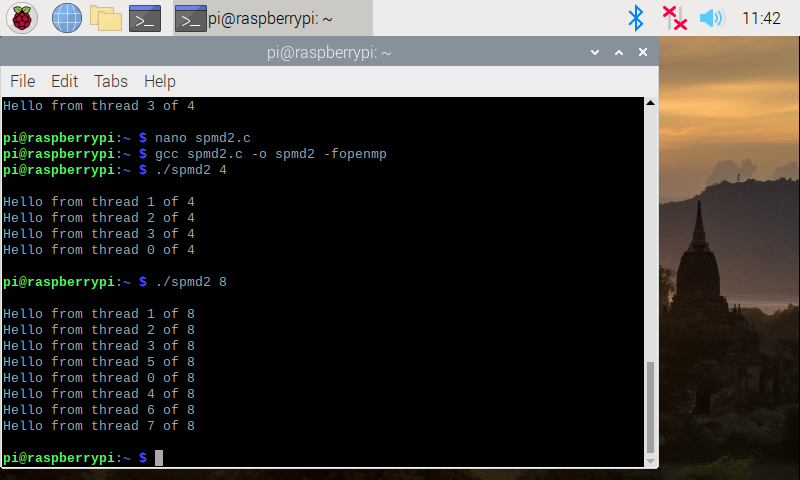 pi@raspberrypi: ~
11:42
pi@raspberrypi: ~
File Edit Tabs Help
Hello from thread 3 of 4
pi@raspberrypi:~ $ nano spmd2.c
pi@raspberrypi:~ $ gcc spmd2.c -o spmd2 -fopenmp
pi@raspberrypi:~ $ ./spmd2 4
Hello from thread 1 of 4
Hello from thread 2 of 4
Hello from thread 3 of 4
Hello from thread 0 of 4
pi@raspberrypi:~ $ ./spmd2 8
Hello from thread 1 of 8
Hello from thread 2 of 8
Hello from thread 3 of 8
Hello from thread 5 of 8
Hello from thread 0 of 8
Hello from thread 4 of 8
Hello from thread 6 of 8
Hello from thread 7 of 8
pi@raspberrypi:~ $